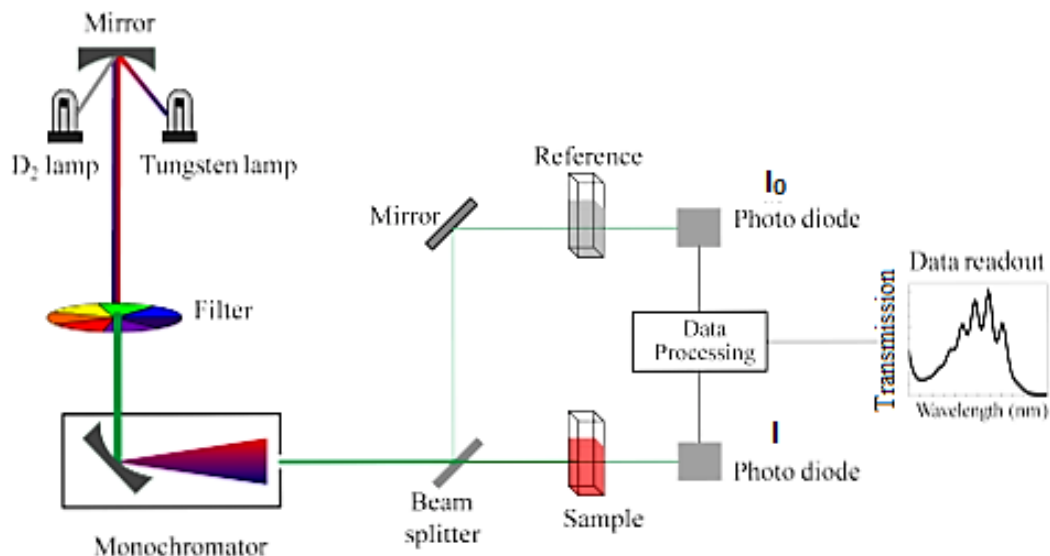 Mirror
D₂ lamp
Tungsten lamp
Filter
Monochromator
Mirror
Reference
I₀
Photo diode
Data
Processing
Beam
splitter
Sample
I
Photo diode
Data readout
Transmission
Wavelength (nm)